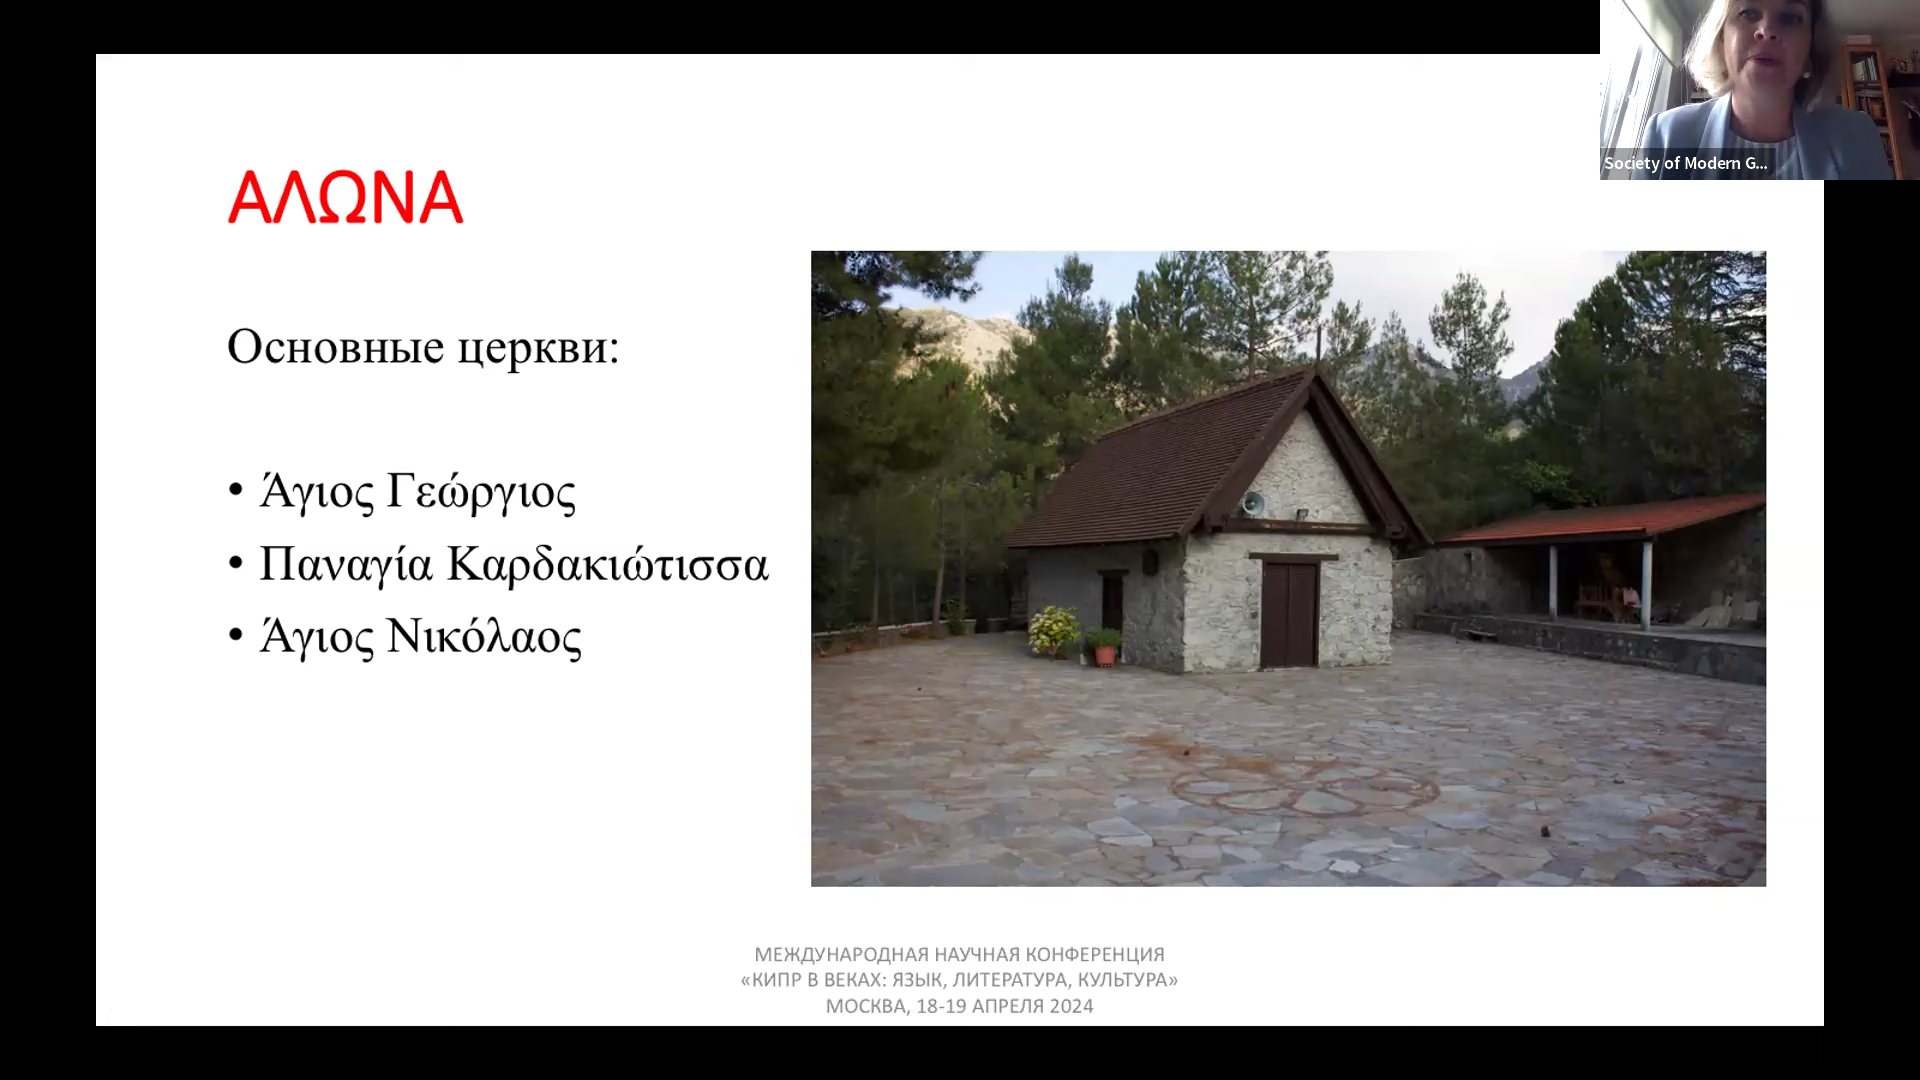 ΑΛΩΝΑ
Основные церкви:
• Άγιος Γεώργιος
• Παναγία Καρδακιώτισσα
• Άγιος Νικόλαος
МЕЖДУНАРОДНАЯ НАУЧНАЯ КОНФЕРЕНЦИЯ
«КИПР В ВЕКАХ: ЯЗЫК, ЛИТЕРАТУРА, КУЛЬТУРА»
МОСКВА, 18-19 АПРЕЛЯ 2024
Society of Modern G...